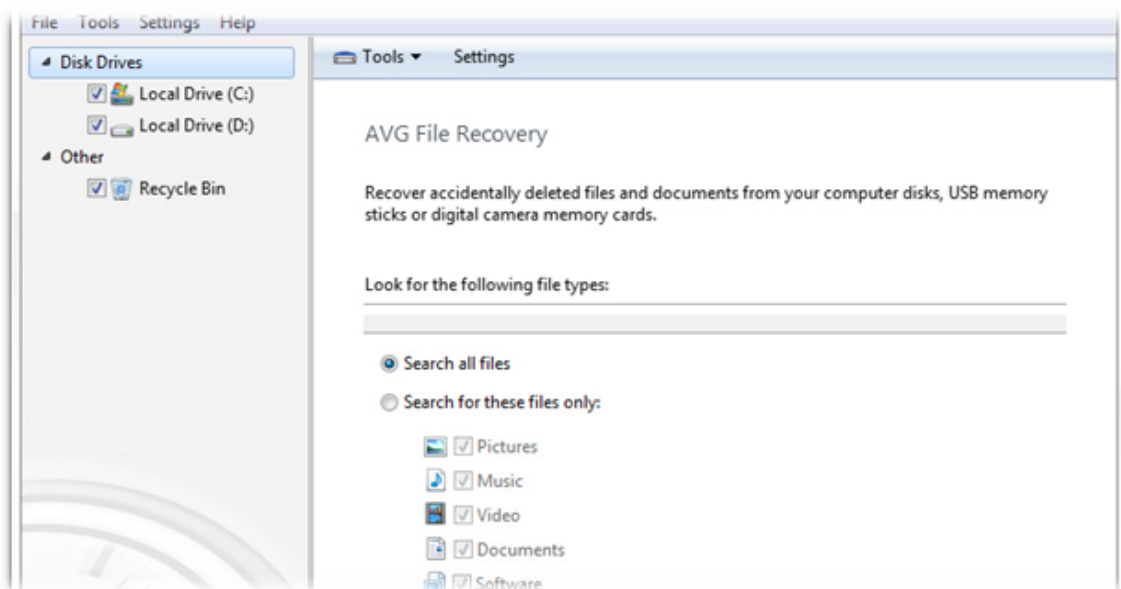 File Tools Settings Help
Disk Drives
Local Drive (C:)
Local Drive (D:)
Other
Recycle Bin
Tools Settings
AVG File Recovery
Recover accidentally deleted files and documents from your computer disks, USB memory
sticks or digital camera memory cards.
Look for the following file types:
Search all files
Search for these files only:
Pictures
Music
Video
Documents
Software